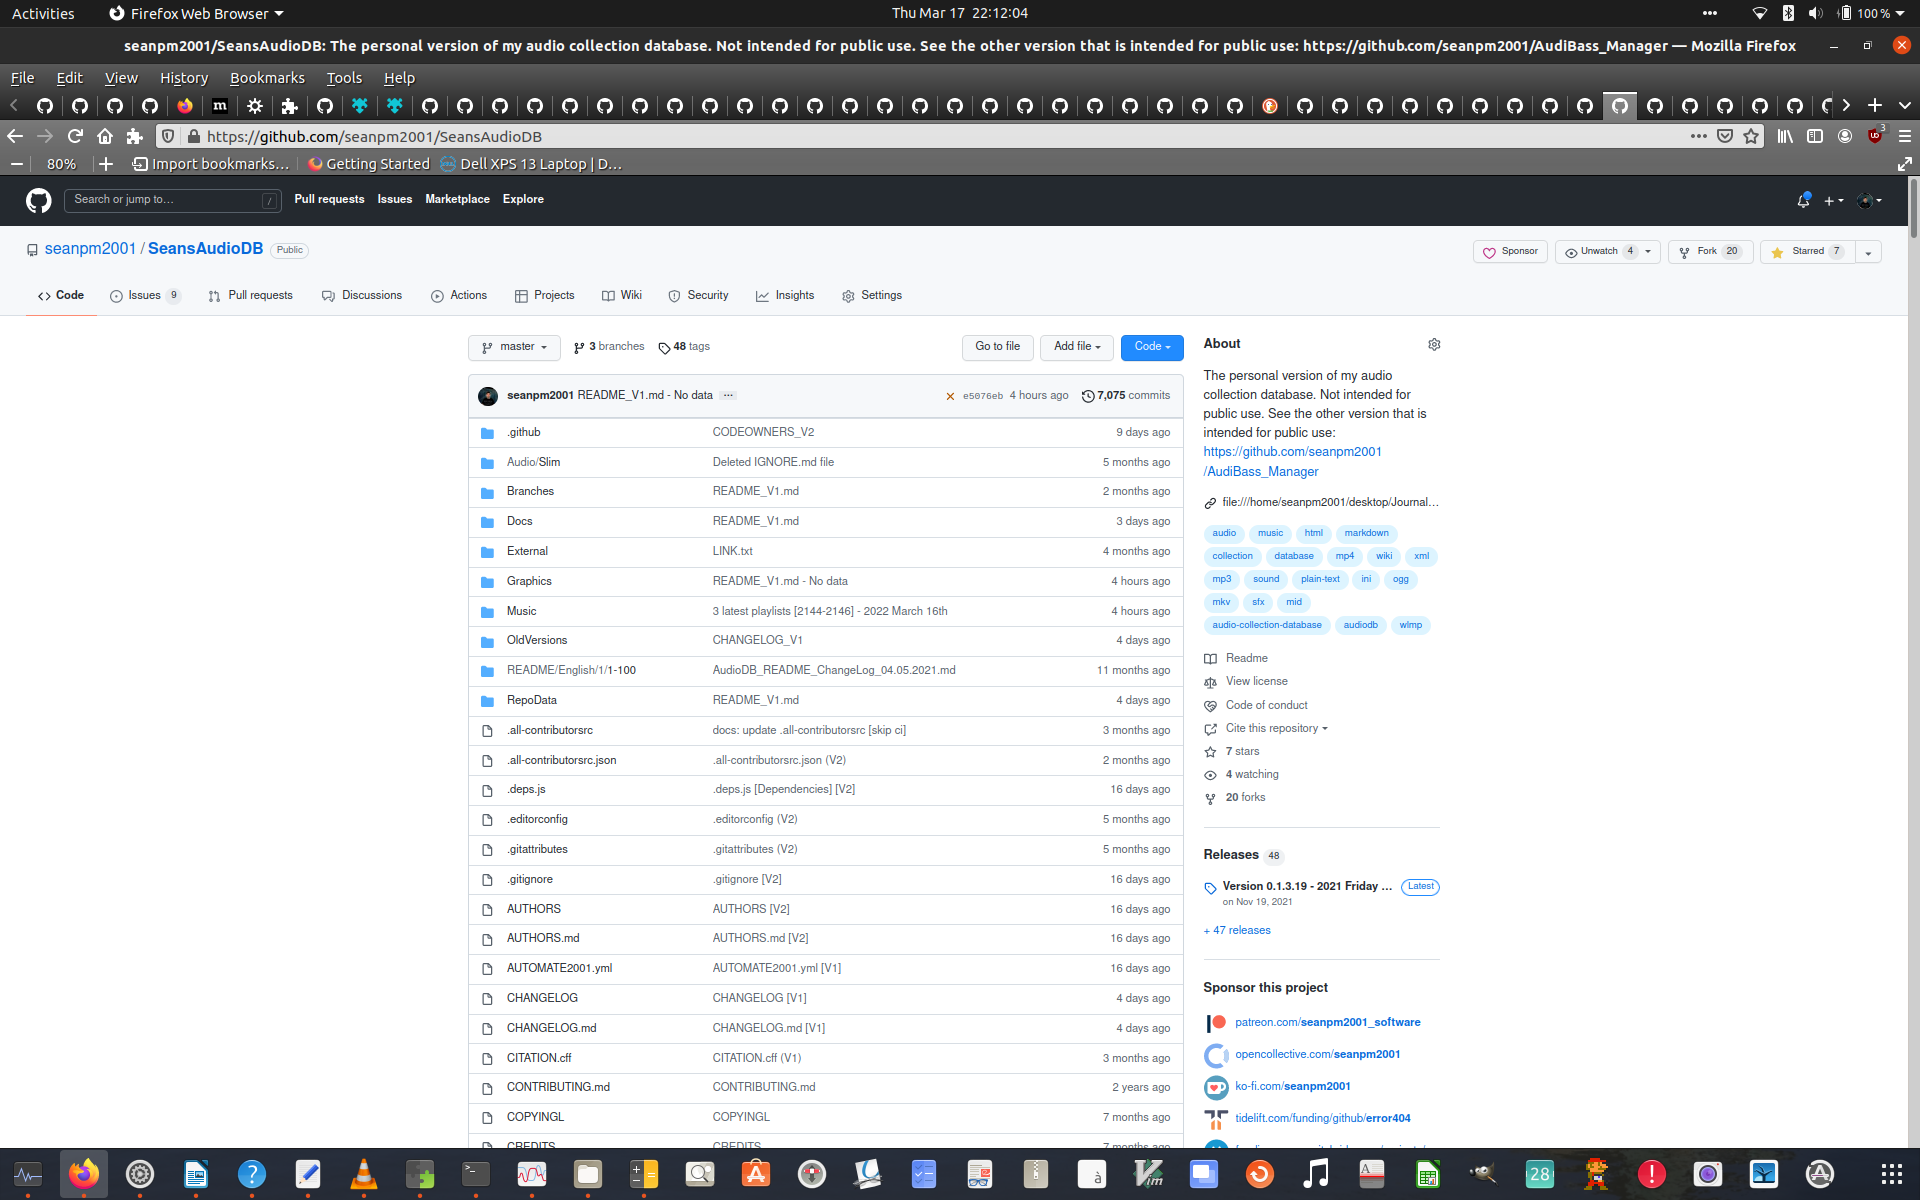 Activities
Firefox Web Browser
Thu Mar 17 22:12:04
100 %
seanpm2001/SeansAudioDB: The personal version of my audio collection database. Not intended for public use. See the other version that is intended for public use: https://github.com/seanpm2001/AudiBass_Manager — Mozilla Firefox
File Edit View History Bookmarks Tools Help
https://github.com/seanpm2001/SeansAudioDB
3
80%
Import bookmarks…
Getting Started
Dell XPS 13 Laptop | D…
Search or jump to…
/
Pull requests Issues Marketplace Explore
seanpm2001 / SeansAudioDB Public
Sponsor
Unwatch 4
Fork 20
Starred 7
Code
Issues 9
Pull requests
Discussions
Actions
Projects
Wiki
Security
Insights
Settings
master
3 branches
48 tags
Go to file
Add file
Code
seanpm2001 README_V1.md - No data
e5076eb 4 hours ago
7,075 commits
.github CODEOWNERS_V2 9 days ago
Audio/Slim Deleted IGNORE.md file 5 months ago
Branches README_V1.md 2 months ago
Docs README_V1.md 3 days ago
External LINK.txt 4 months ago
Graphics README_V1.md - No data 4 hours ago
Music 3 latest playlists [2144-2146] - 2022 March 16th 4 hours ago
OldVersions CHANGELOG_V1 4 days ago
README/English/1/1-100 AudioDB_README_ChangeLog_04.05.2021.md 11 months ago
RepoData README_V1.md 4 days ago
.all-contributorsrc docs: update .all-contributorsrc [skip ci] 3 months ago
.all-contributorsrc.json .all-contributorsrc.json (V2) 2 months ago
.deps.js .deps.js [Dependencies] [V2] 16 days ago
.editorconfig .editorconfig (V2) 5 months ago
.gitattributes .gitattributes (V2) 5 months ago
.gitignore .gitignore [V2] 16 days ago
AUTHORS AUTHORS [V2] 16 days ago
AUTHORS.md AUTHORS.md [V2] 16 days ago
AUTOMATE2001.yml AUTOMATE2001.yml [V1] 16 days ago
CHANGELOG CHANGELOG [V1] 4 days ago
CHANGELOG.md CHANGELOG.md [V1] 4 days ago
CITATION.cff CITATION.cff (V1) 3 months ago
CONTRIBUTING.md CONTRIBUTING.md 2 years ago
COPYINGL COPYINGL 7 months ago
CREDITS CREDITS 7 months ago
About
The personal version of my audio
collection database. Not intended for
public use. See the other version that is
intended for public use:
https://github.com/seanpm2001
/AudiBass_Manager
file:///home/seanpm2001/desktop/Journal…
audio music html markdown
collection database mp4 wiki xml
mp3 sound plain-text ini ogg
mkv sfx mid
audio-collection-database audiodb wlmp
Readme
View license
Code of conduct
Cite this repository
7 stars
4 watching
20 forks
Releases 48
Version 0.1.3.19 - 2021 Friday ... Latest
on Nov 19, 2021
+ 47 releases
Sponsor this project
patreon.com/seanpm2001_software
opencollective.com/seanpm2001
ko-fi.com/seanpm2001
tidelift.com/funding/github/error404
28